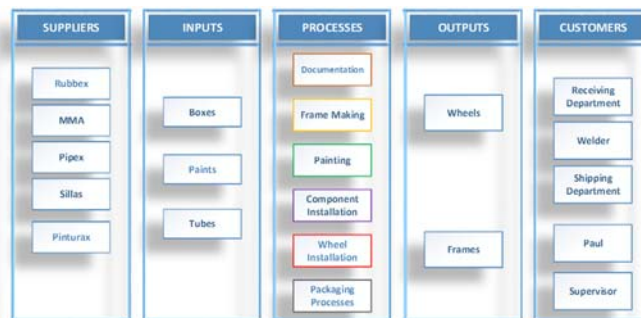 SUPPLIERS
Rubbex
MMA
Pipex
Sillas
Pinturax
INPUTS
Boxes
Paints
Tubes
PROCESSES
Documentation
Frame Making
Painting
Component
Installation
Wheel
Installation
Packaging
Processes
OUTPUTS
Wheels
Frames
CUSTOMERS
Receiving
Department
Welder
Shipping
Department
Paul
Supervisor